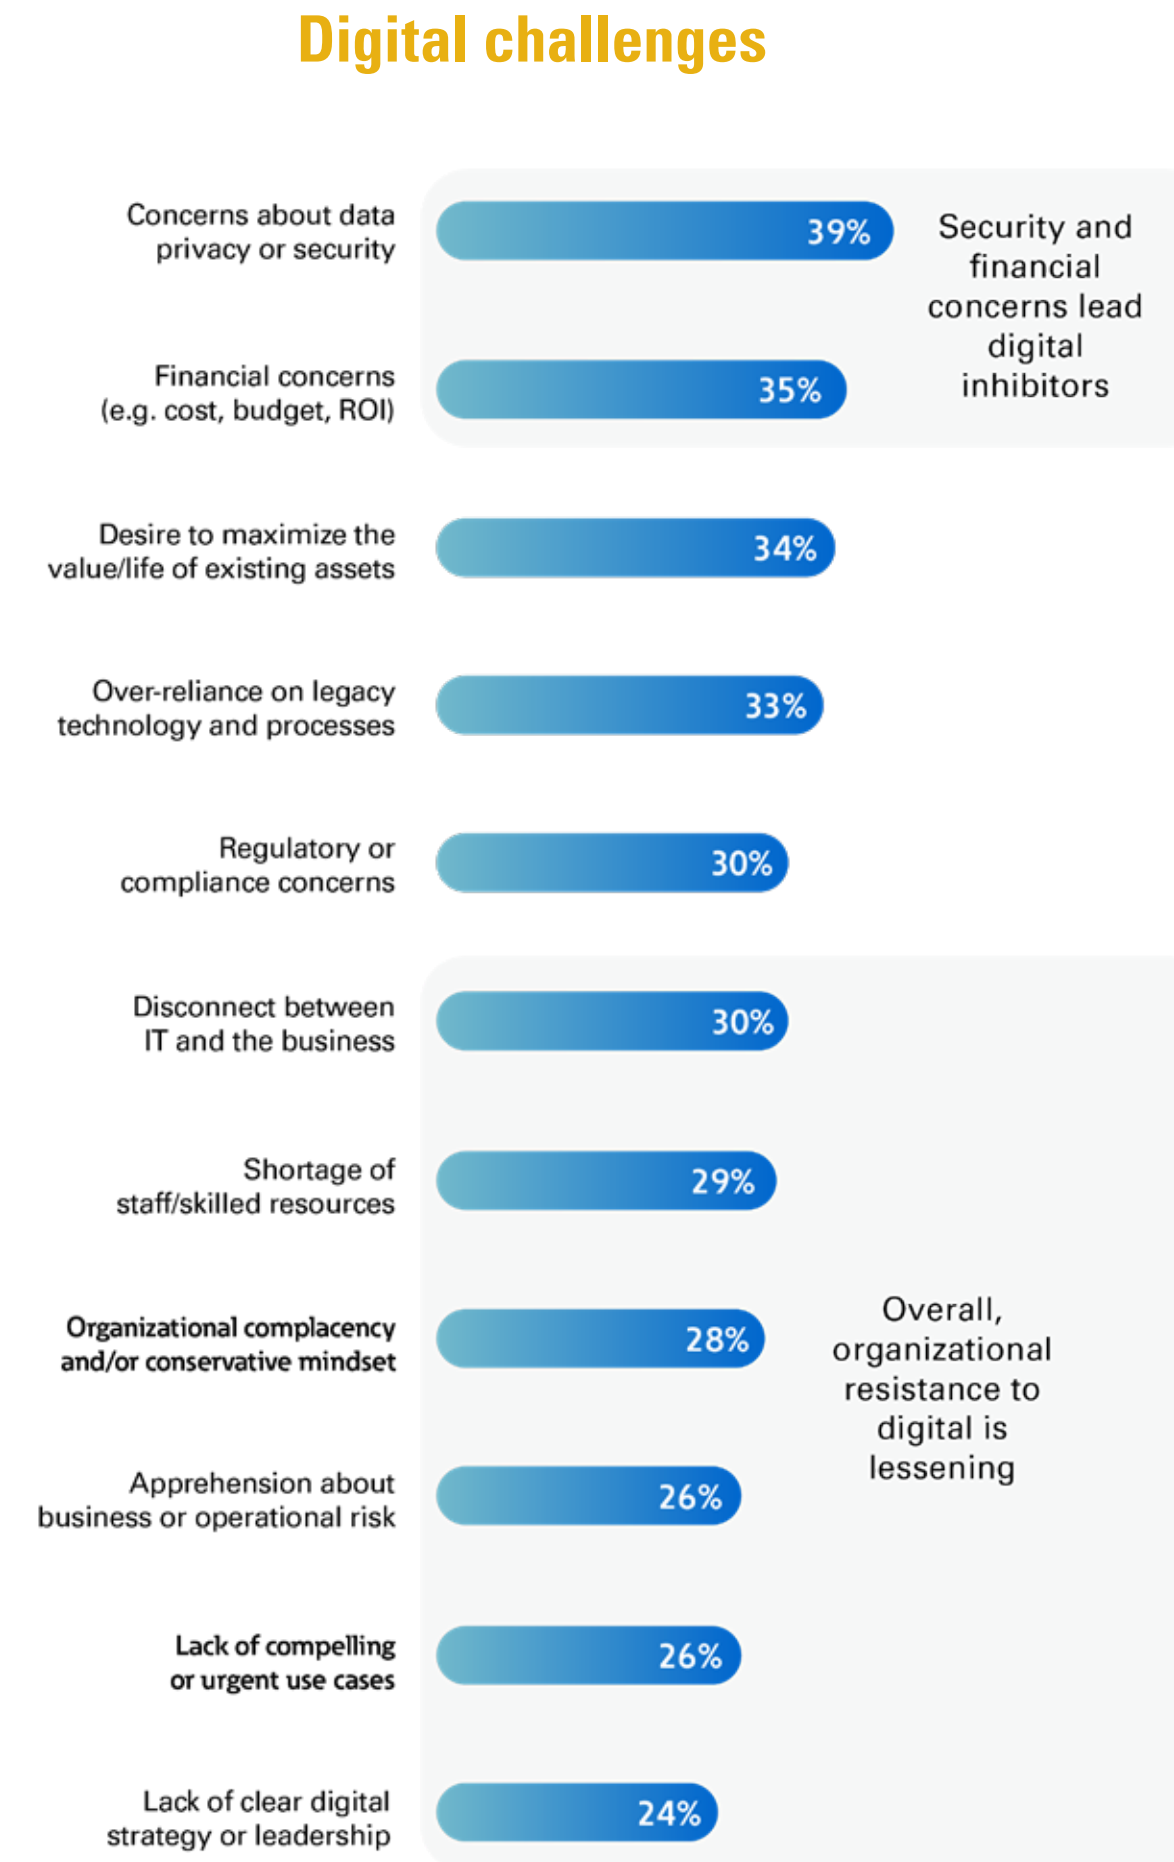 Digital challenges
Concerns about data
privacy or security
39%
Security and
financial
concerns lead
digital
inhibitors
Financial concerns
(e.g. cost, budget, ROI)
35%
Desire to maximize the
value/life of existing assets
34%
Over-reliance on legacy
technology and processes
33%
Regulatory or
compliance concerns
30%
Disconnect between
IT and the business
30%
Shortage of
staff/skilled resources
29%
Organizational complacency
and/or conservative mindset
28%
Overall,
organizational
resistance to
digital is
lessening
Apprehension about
business or operational risk
26%
Lack of compelling
or urgent use cases
26%
Lack of clear digital
strategy or leadership
24%